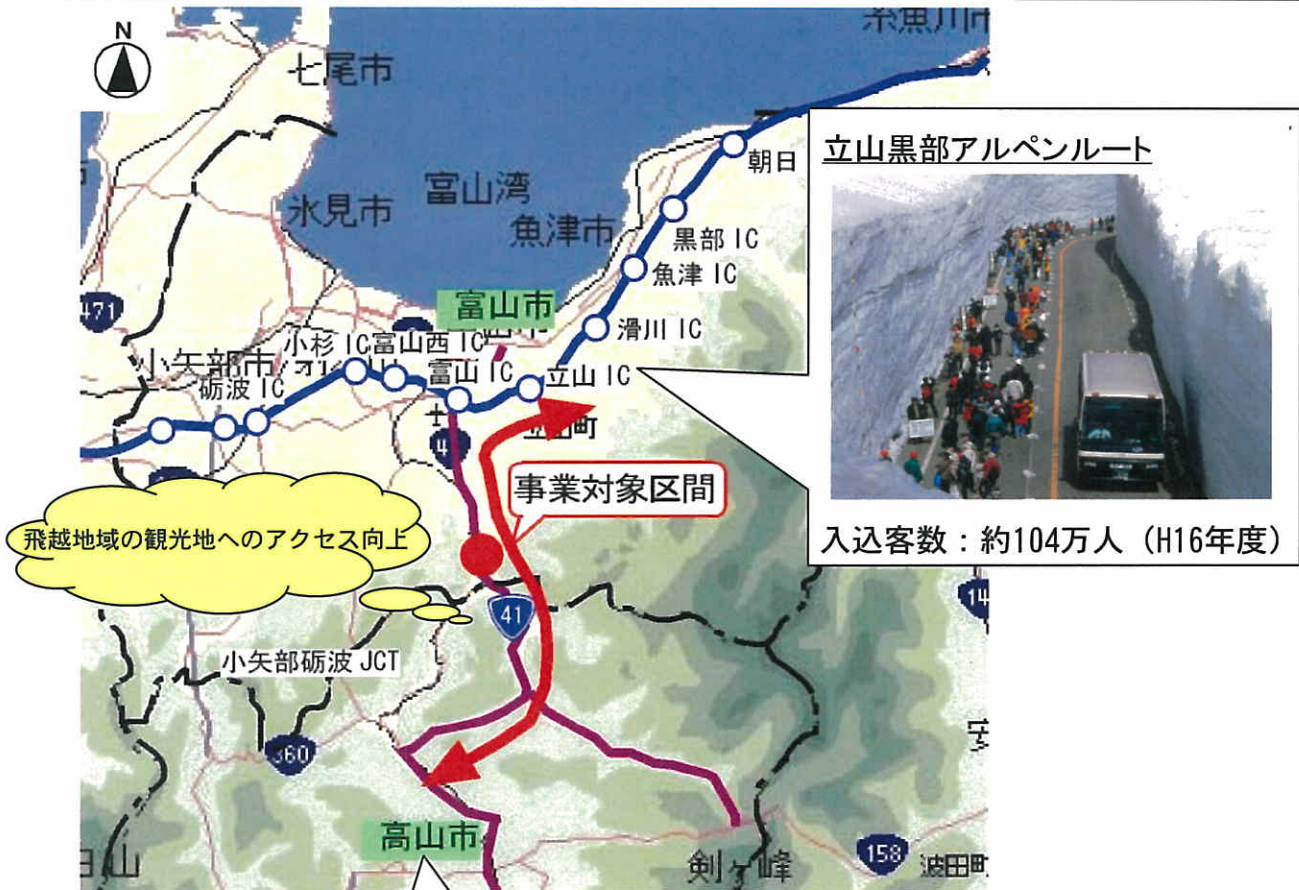 N
糸魚川市
七尾市
朝日
立山黒部アルペンルート
氷見市
富山湾
魚津市
黒部 IC
魚津 IC
471
富山市
滑川 IC
小矢部市
小杉 IC
富山西 IC
砺波 IC
富山 IC
立山 IC
立山町
事業対象区間
入込客数：約104万人（H16年度）
飛越地域の観光地へのアクセス向上
41
小矢部砺波 JCT
360
高山市
剣ヶ峰
158
波田町